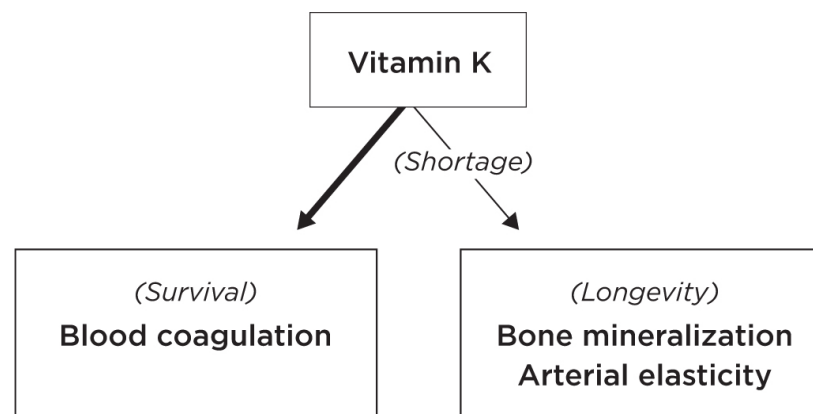 Vitamin K
(Shortage)
(Survival)
Blood coagulation
(Longevity)
Bone mineralization
Arterial elasticity